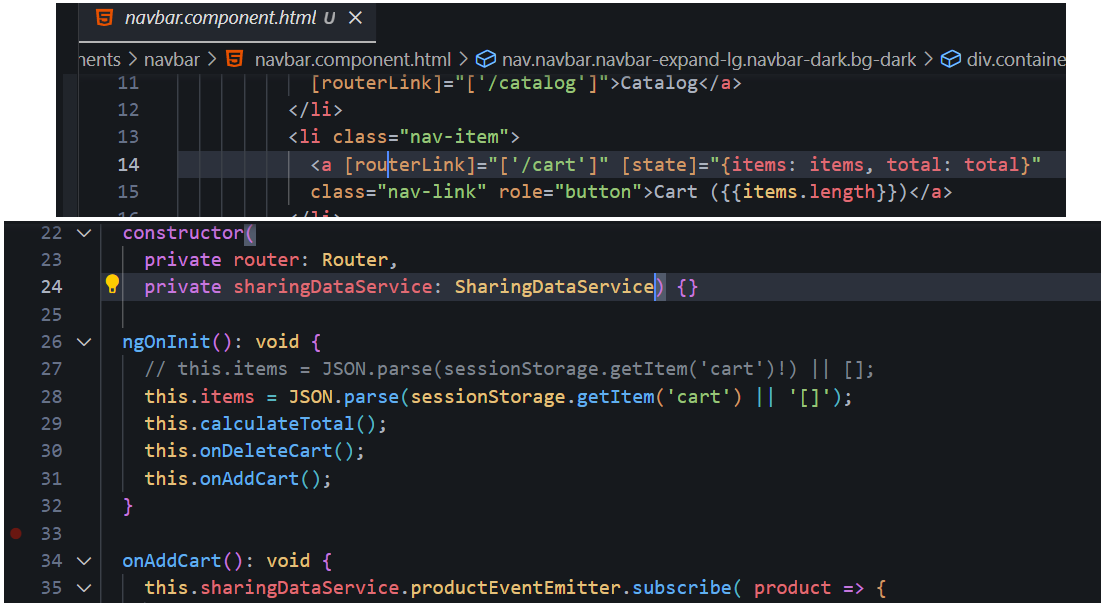 navbar.component.html U ×
nents > navbar > navbar.component.html > nav.navbar.navbar-expand-lg.navbar-dark.bg-dark > div.containe
11 [routerLink]="['/catalog']">Catalog</a>
12 </li>
13 <li class="nav-item">
14 <a [routerLink]="['/cart']" [state]="{items: items, total: total}"
15 class="nav-link" role="button">Cart ({{items.length}})</a>
16 </li>
22 constructor(
23 private router: Router,
24 private sharingDataService: SharingDataService) {}
25
26 ngOnInit(): void {
27 // this.items = JSON.parse(sessionStorage.getItem('cart')!) || [];
28 this.items = JSON.parse(sessionStorage.getItem('cart') || '[]');
29 this.calculateTotal();
30 this.onDeleteCart();
31 this.onAddCart();
32 }
33
34 onAddCart(): void {
35 this.sharingDataService.productEventEmitter.subscribe( product => {